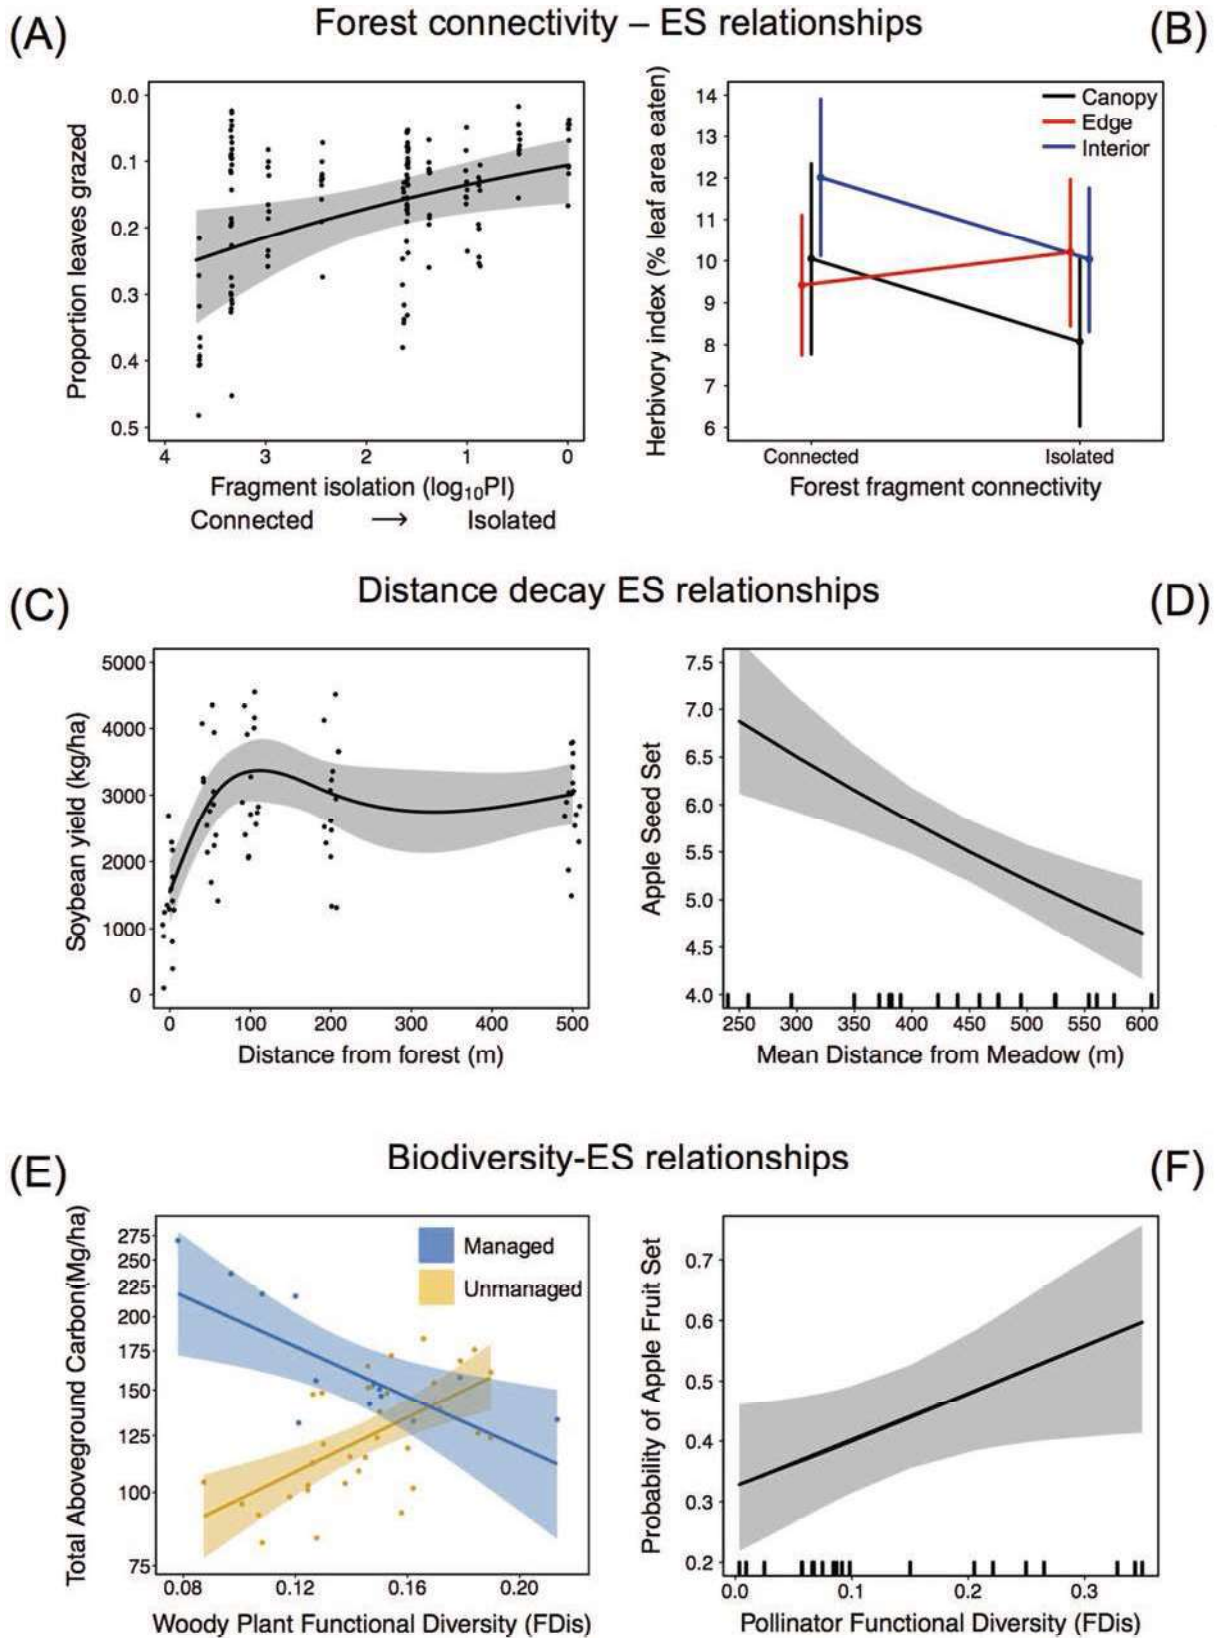 (A)
Forest connectivity – ES relationships
(B)
Proportion leaves grazed
0.0
0.1
0.2
0.3
0.4
0.5
4 3 2 1 0
Fragment isolation (log₁₀PI)
Connected → Isolated
Herbivory index (% leaf area eaten)
14
13
12
11
10
9
8
7
6
Canopy
Edge
Interior
Connected Isolated
Forest fragment connectivity
(C)
Distance decay ES relationships
(D)
Soybean yield (kg/ha)
5000
4000
3000
2000
1000
0
0 100 200 300 400 500
Distance from forest (m)
Apple Seed Set
7.5
7.0
6.5
6.0
5.5
5.0
4.5
4.0
250 300 350 400 450 500 550 600
Mean Distance from Meadow (m)
(E)
Biodiversity-ES relationships
(F)
Total Aboveground Carbon(Mg/ha)
275
250
225
200
175
150
125
100
75
Managed
Unmanaged
0.08 0.12 0.16 0.20
Woody Plant Functional Diversity (FDis)
Probability of Apple Fruit Set
0.7
0.6
0.5
0.4
0.3
0.2
0.0 0.1 0.2 0.3
Pollinator Functional Diversity (FDis)